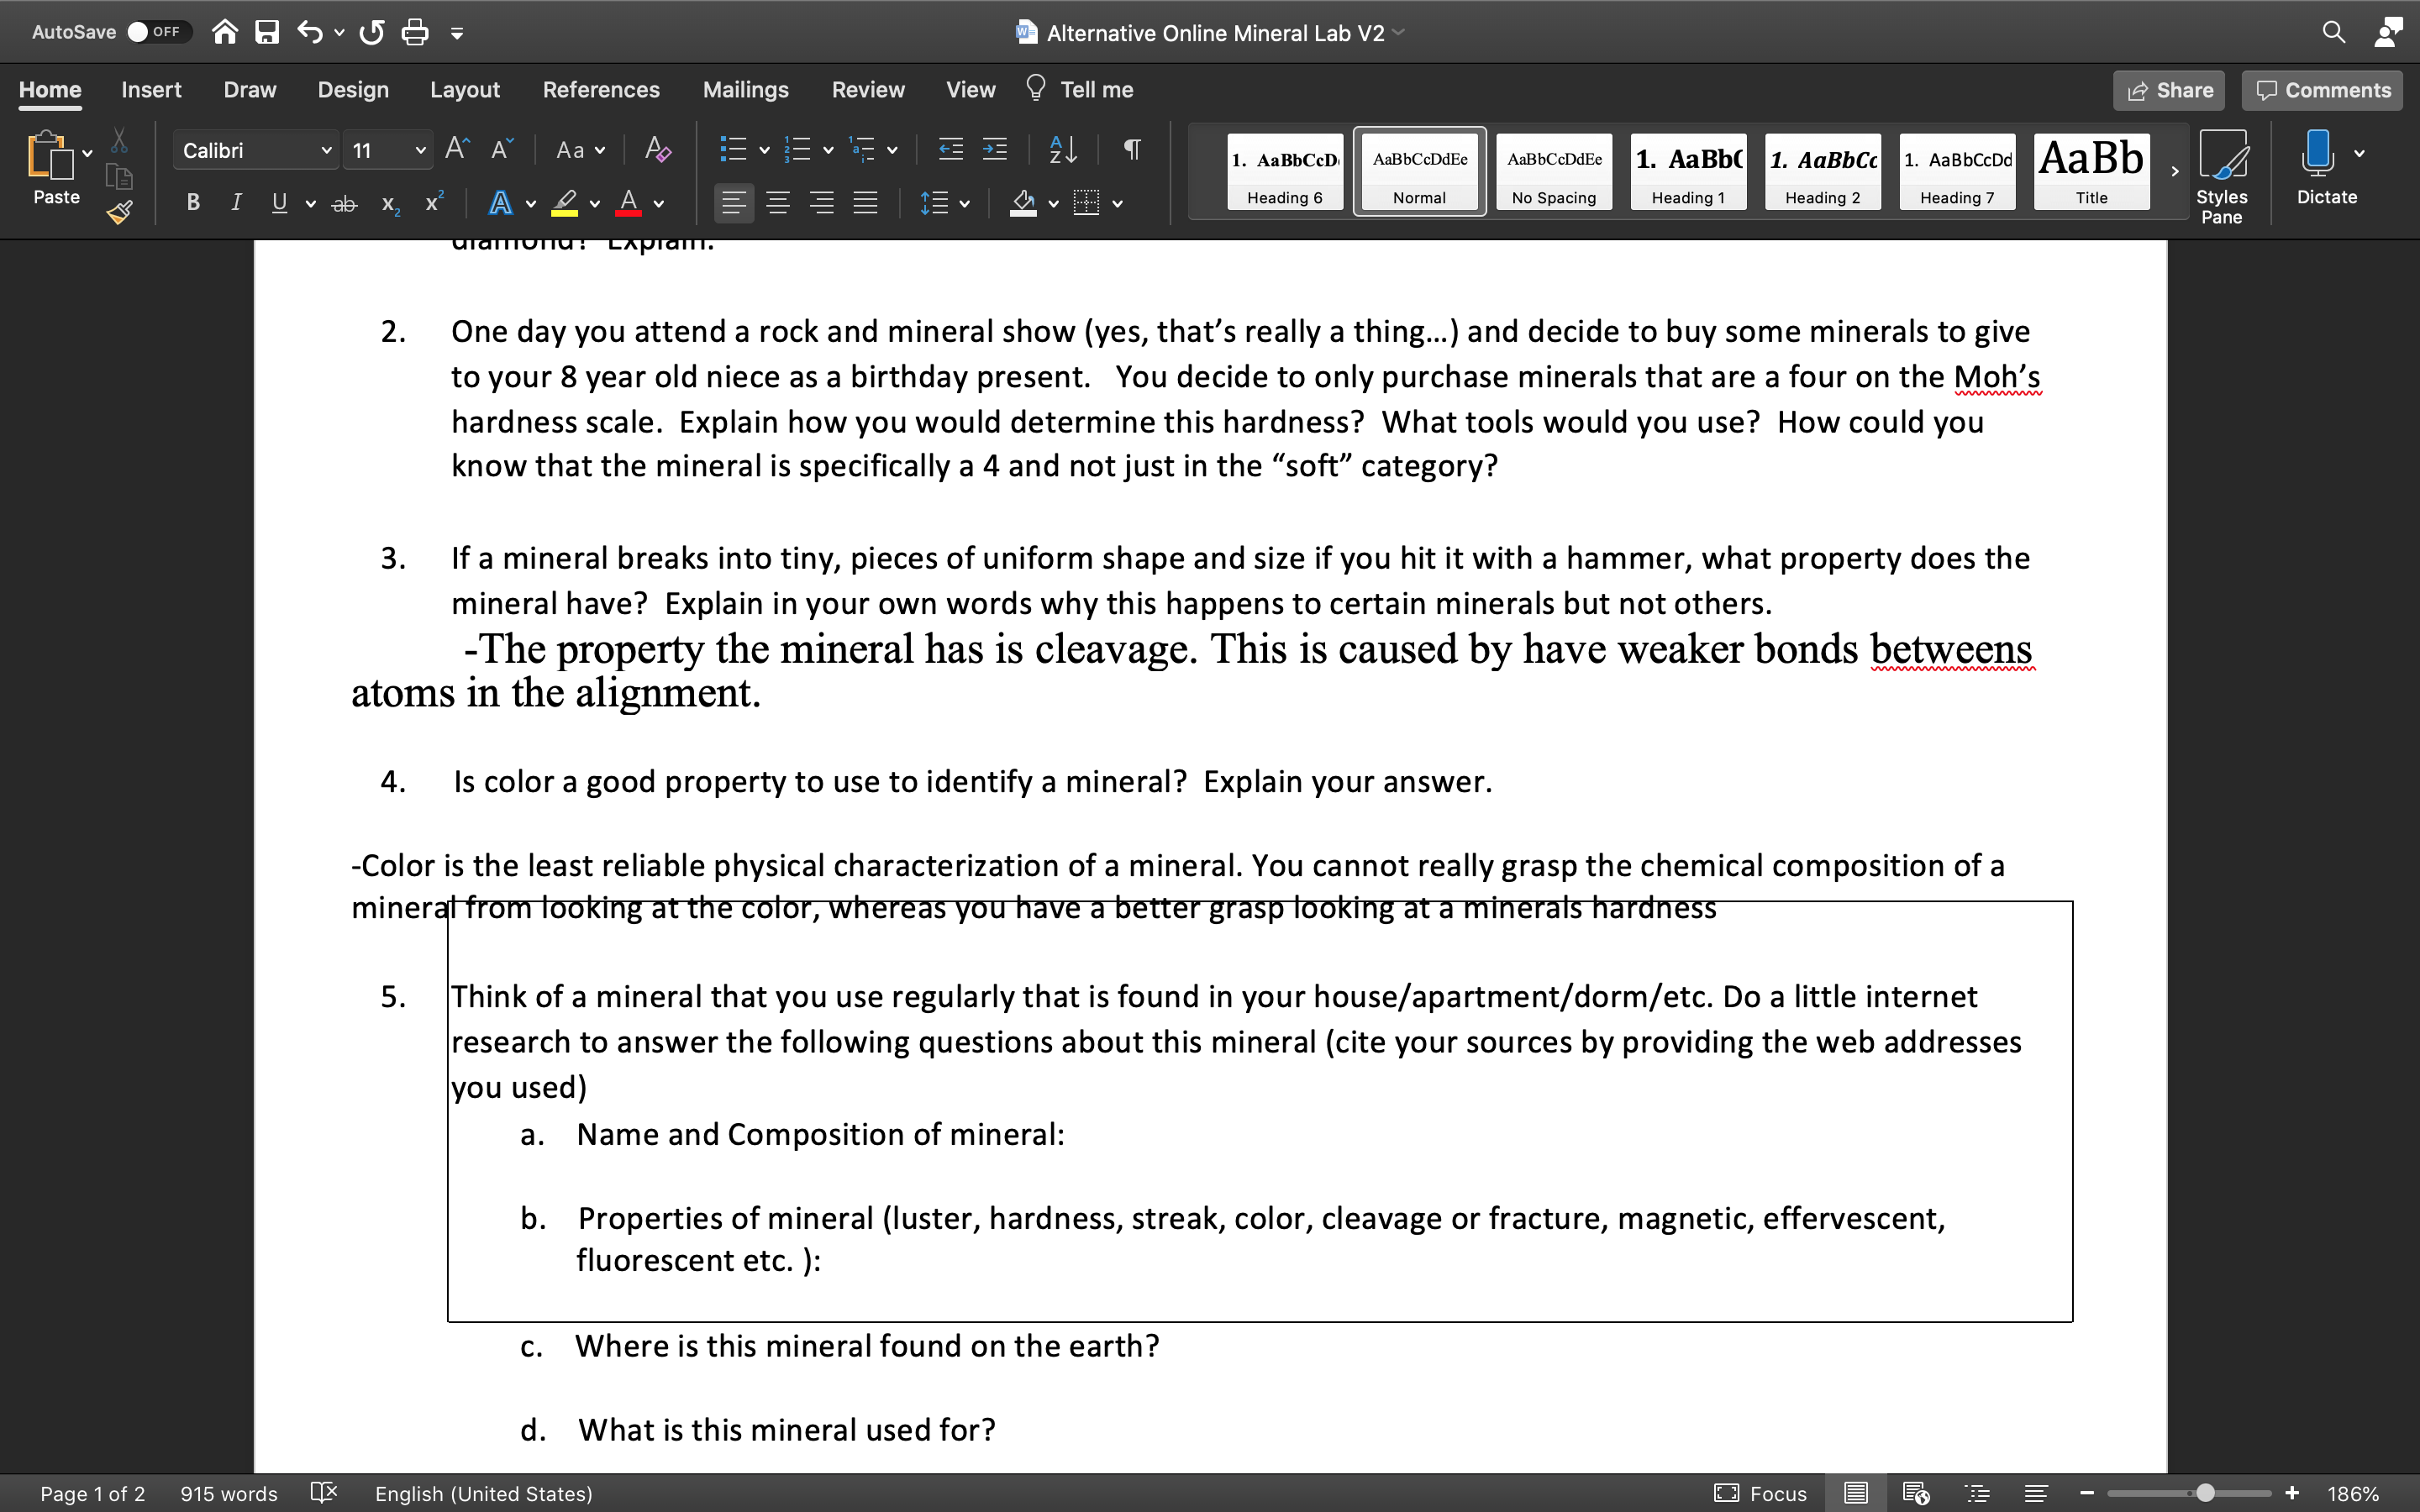 AutoSave OFF Alternative Online Mineral Lab V2
Home Insert Draw Design Layout References Mailings Review View Tell me Share Comments
Paste Calibri 11 Aa 1. AaBbCcD AaBbCcDdEe AaBbCcDdEe 1. AaBbC 1. AaBbCc 1. AaBbCcDd AaBb
B I U ab x2 x2 A A Heading 6 Normal No Spacing Heading 1 Heading 2 Heading 7 Title Styles Pane Dictate
diamond? Explain.
2. One day you attend a rock and mineral show (yes, that's really a thing...) and decide to buy some minerals to give
to your 8 year old niece as a birthday present. You decide to only purchase minerals that are a four on the Moh's
hardness scale. Explain how you would determine this hardness? What tools would you use? How could you
know that the mineral is specifically a 4 and not just in the “soft” category?
3. If a mineral breaks into tiny, pieces of uniform shape and size if you hit it with a hammer, what property does the
mineral have? Explain in your own words why this happens to certain minerals but not others.
-The property the mineral has is cleavage. This is caused by have weaker bonds betweens
atoms in the alignment.
4. Is color a good property to use to identify a mineral? Explain your answer.
-Color is the least reliable physical characterization of a mineral. You cannot really grasp the chemical composition of a
mineral from looking at the color, whereas you have a better grasp looking at a minerals hardness
5. Think of a mineral that you use regularly that is found in your house/apartment/dorm/etc. Do a little internet
research to answer the following questions about this mineral (cite your sources by providing the web addresses
you used)
a. Name and Composition of mineral:
b. Properties of mineral (luster, hardness, streak, color, cleavage or fracture, magnetic, effervescent,
fluorescent etc. ):
c. Where is this mineral found on the earth?
d. What is this mineral used for?
Page 1 of 2 915 words English (United States) Focus 186%